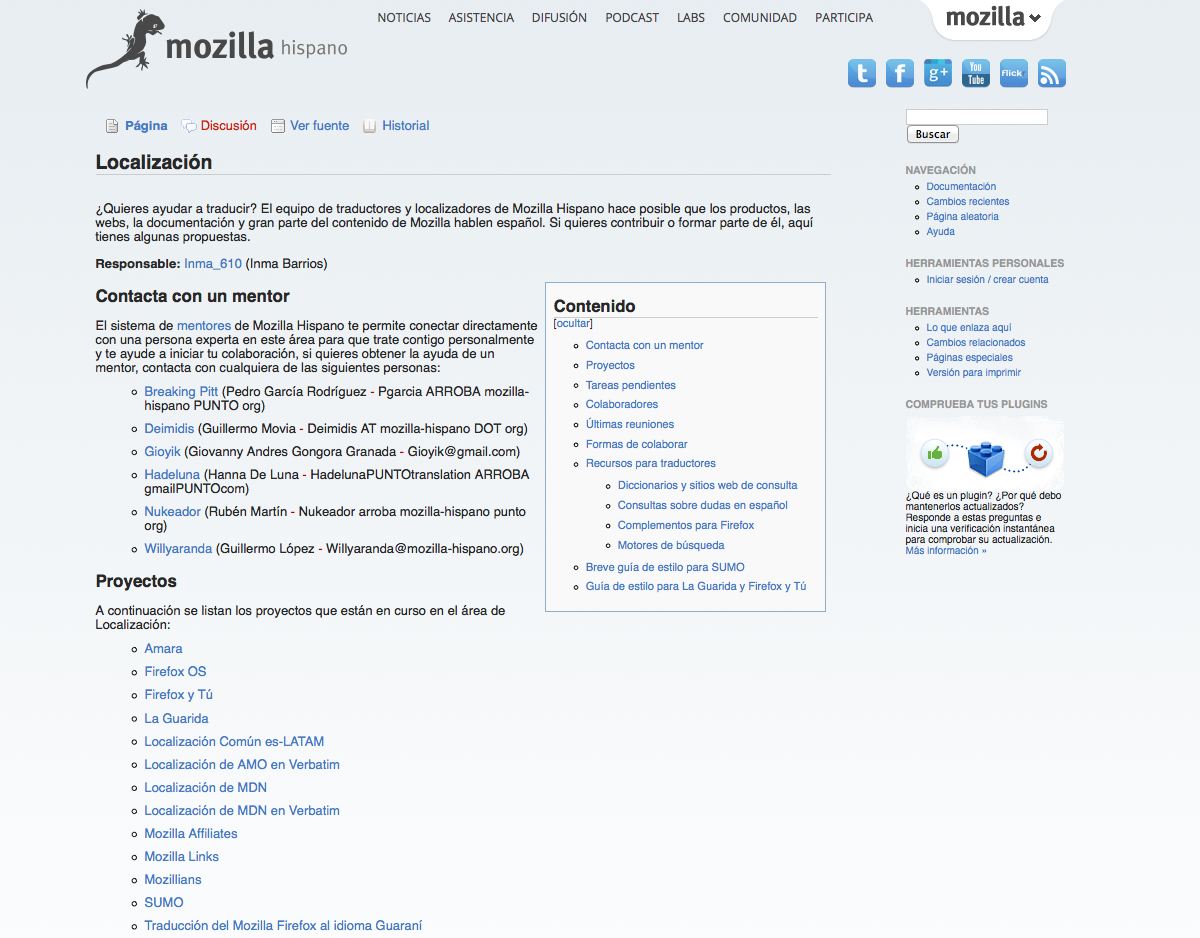 mozilla hispano
NOTICIAS ASISTENCIA DIFUSIÓN PODCAST LABS COMUNIDAD PARTICIPA
mozilla
t f g+ You Tube Flickr
Página Discusión Ver fuente Historial
Localización
¿Quieres ayudar a traducir? El equipo de traductores y localizadores de Mozilla Hispano hace posible que los productos, las
webs, la documentación y gran parte del contenido de Mozilla hablen español. Si quieres contribuir o formar parte de él, aquí
tienes algunas propuestas.
Responsable: Inma_610 (Inma Barrios)
Contacta con un mentor
El sistema de mentores de Mozilla Hispano te permite conectar directamente
con una persona experta en este área para que trate contigo personalmente
y te ayude a iniciar tu colaboración, si quieres obtener la ayuda de un
mentor, contacta con cualquiera de las siguientes personas:
Breaking Pitt (Pedro García Rodríguez - Pgarcia ARROBA mozilla-
hispano PUNTO org)
Deimidis (Guillermo Movia - Deimidis AT mozilla-hispano DOT org)
Gioyik (Giovanny Andres Gongora Granada - Gioyik@gmail.com)
Hadeluna (Hanna De Luna - HadelunaPUNTOtranslation ARROBA
gmailPUNTOcom)
Nukeador (Rubén Martín - Nukeador arroba mozilla-hispano punto
org)
Willyaranda (Guillermo López - Willyaranda@mozilla-hispano.org)
Proyectos
A continuación se listan los proyectos que están en curso en el área de
Localización:
Amara
Firefox OS
Firefox y Tú
La Guarida
Localización Común es-LATAM
Localización de AMO en Verbatim
Localización de MDN
Localización de MDN en Verbatim
Mozilla Affiliates
Mozilla Links
Mozillians
SUMO
Traducción del Mozilla Firefox al idioma Guaraní
Contenido
[ocultar]
Contacta con un mentor
Proyectos
Tareas pendientes
Colaboradores
Últimas reuniones
Formas de colaborar
Recursos para traductores
Diccionarios y sitios web de consulta
Consultas sobre dudas en español
Complementos para Firefox
Motores de búsqueda
Breve guía de estilo para SUMO
Guía de estilo para La Guarida y Firefox y Tú
Buscar
NAVEGACIÓN
Documentación
Cambios recientes
Página aleatoria
Ayuda
HERRAMIENTAS PERSONALES
Iniciar sesión / crear cuenta
HERRAMIENTAS
Lo que enlaza aquí
Cambios relacionados
Páginas especiales
Versión para imprimir
COMPRUEBA TUS PLUGINS
¿Qué es un plugin? ¿Por qué debo
mantenerlos actualizados?
Responde a estas preguntas e
inicia una verificación instantánea
para comprobar su actualización.
Más información »